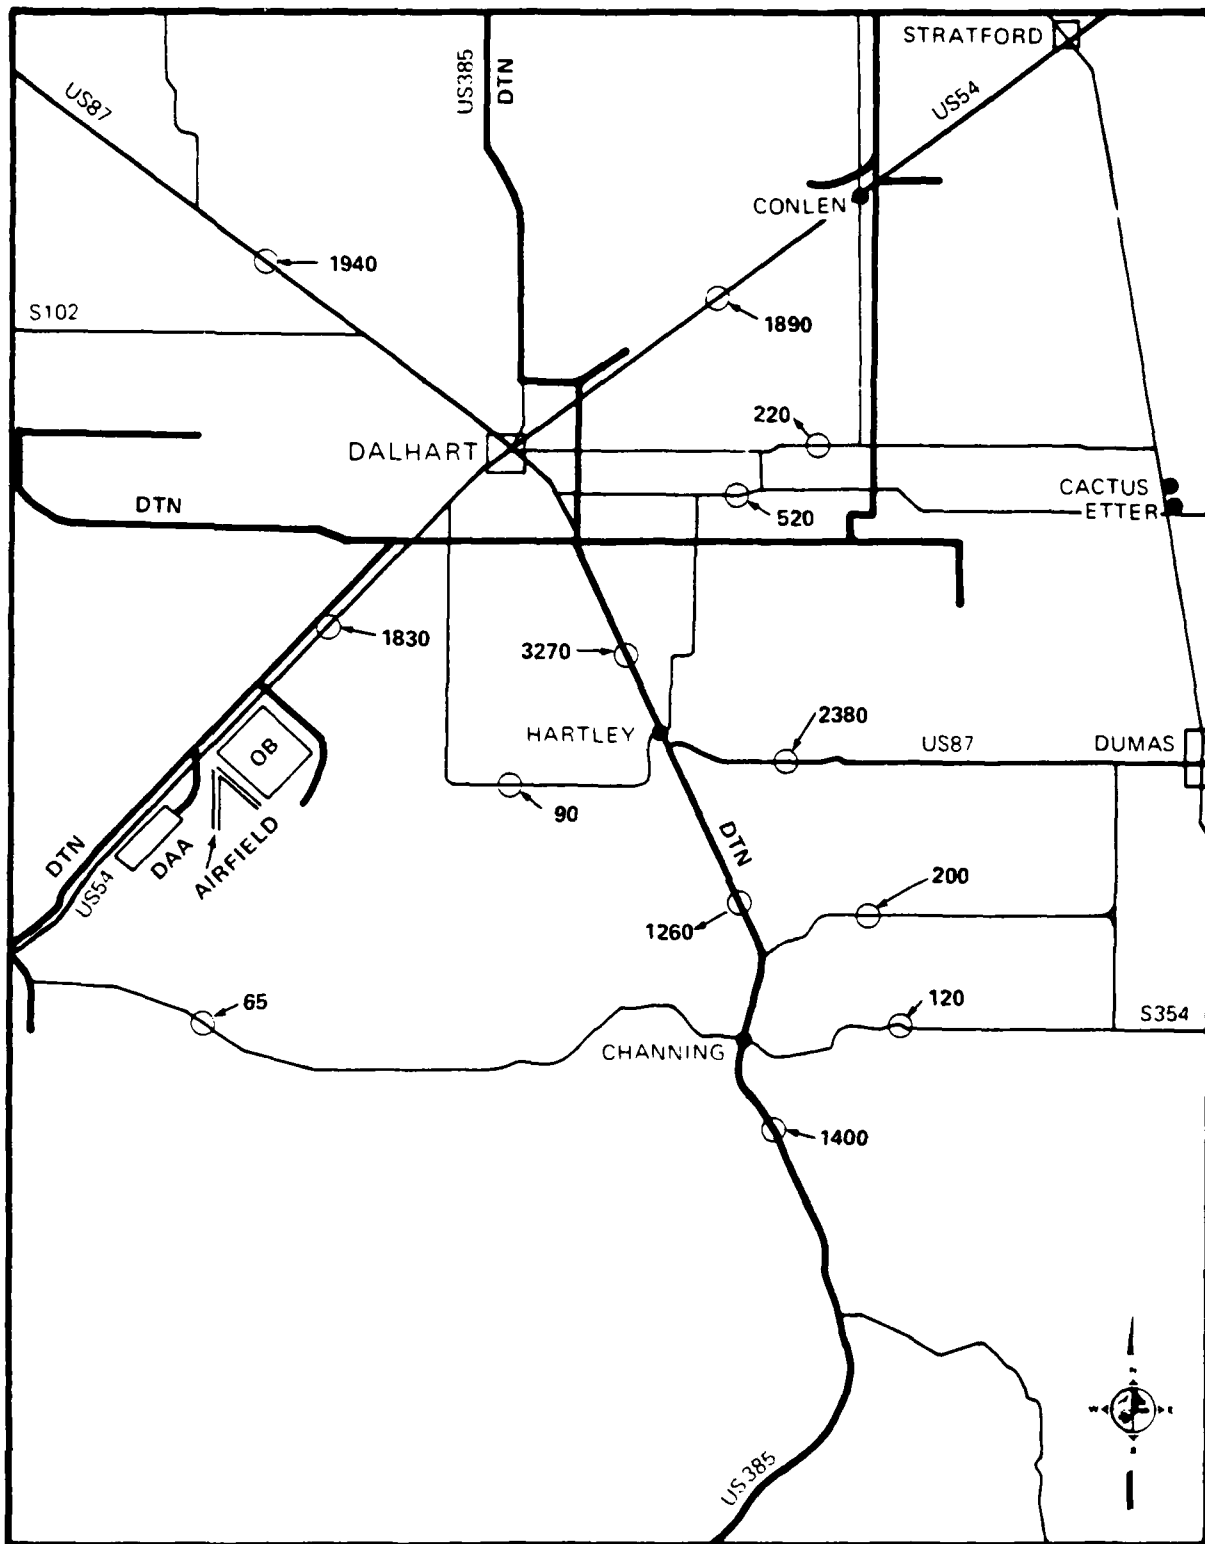 STRATFORD
US87
US385
DTN
US54
CONLEN
1940
S102
1890
220
DALHART
CACTUS
ETTER
DTN
520
1830
3270
HARTLEY
2380
US87
DUMAS
OB
90
DTN
DTN
US54
DAA
AIRFIELD
200
1260
65
120
S354
CHANNING
1400
US385
W
E